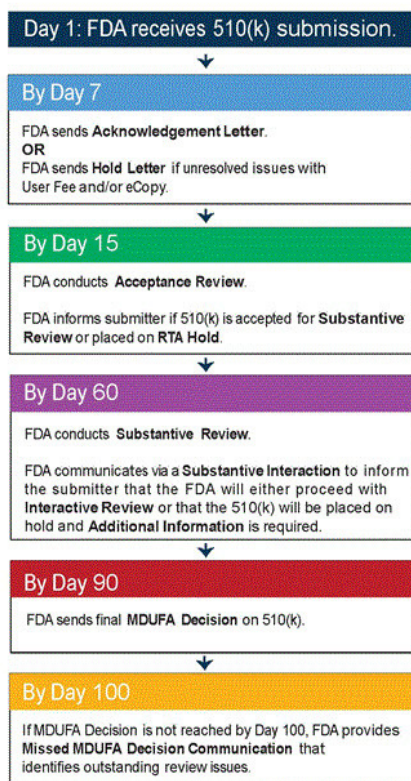 Day 1: FDA receives 510(k) submission.
By Day 7
FDA sends Acknowledgement Letter.
OR
FDA sends Hold Letter if unresolved issues with
User Fee and/or eCopy.
By Day 15
FDA conducts Acceptance Review.
FDA informs submitter if 510(k) is accepted for Substantive
Review or placed on RTA Hold.
By Day 60
FDA conducts Substantive Review.
FDA communicates via a Substantive Interaction to inform
the submitter that the FDA will either proceed with
Interactive Review or that the 510(k) will be placed on
hold and Additional Information is required.
By Day 90
FDA sends final MDUFA Decision on 510(k).
By Day 100
If MDUFA Decision is not reached by Day 100, FDA provides
Missed MDUFA Decision Communication that
identifies outstanding review issues.